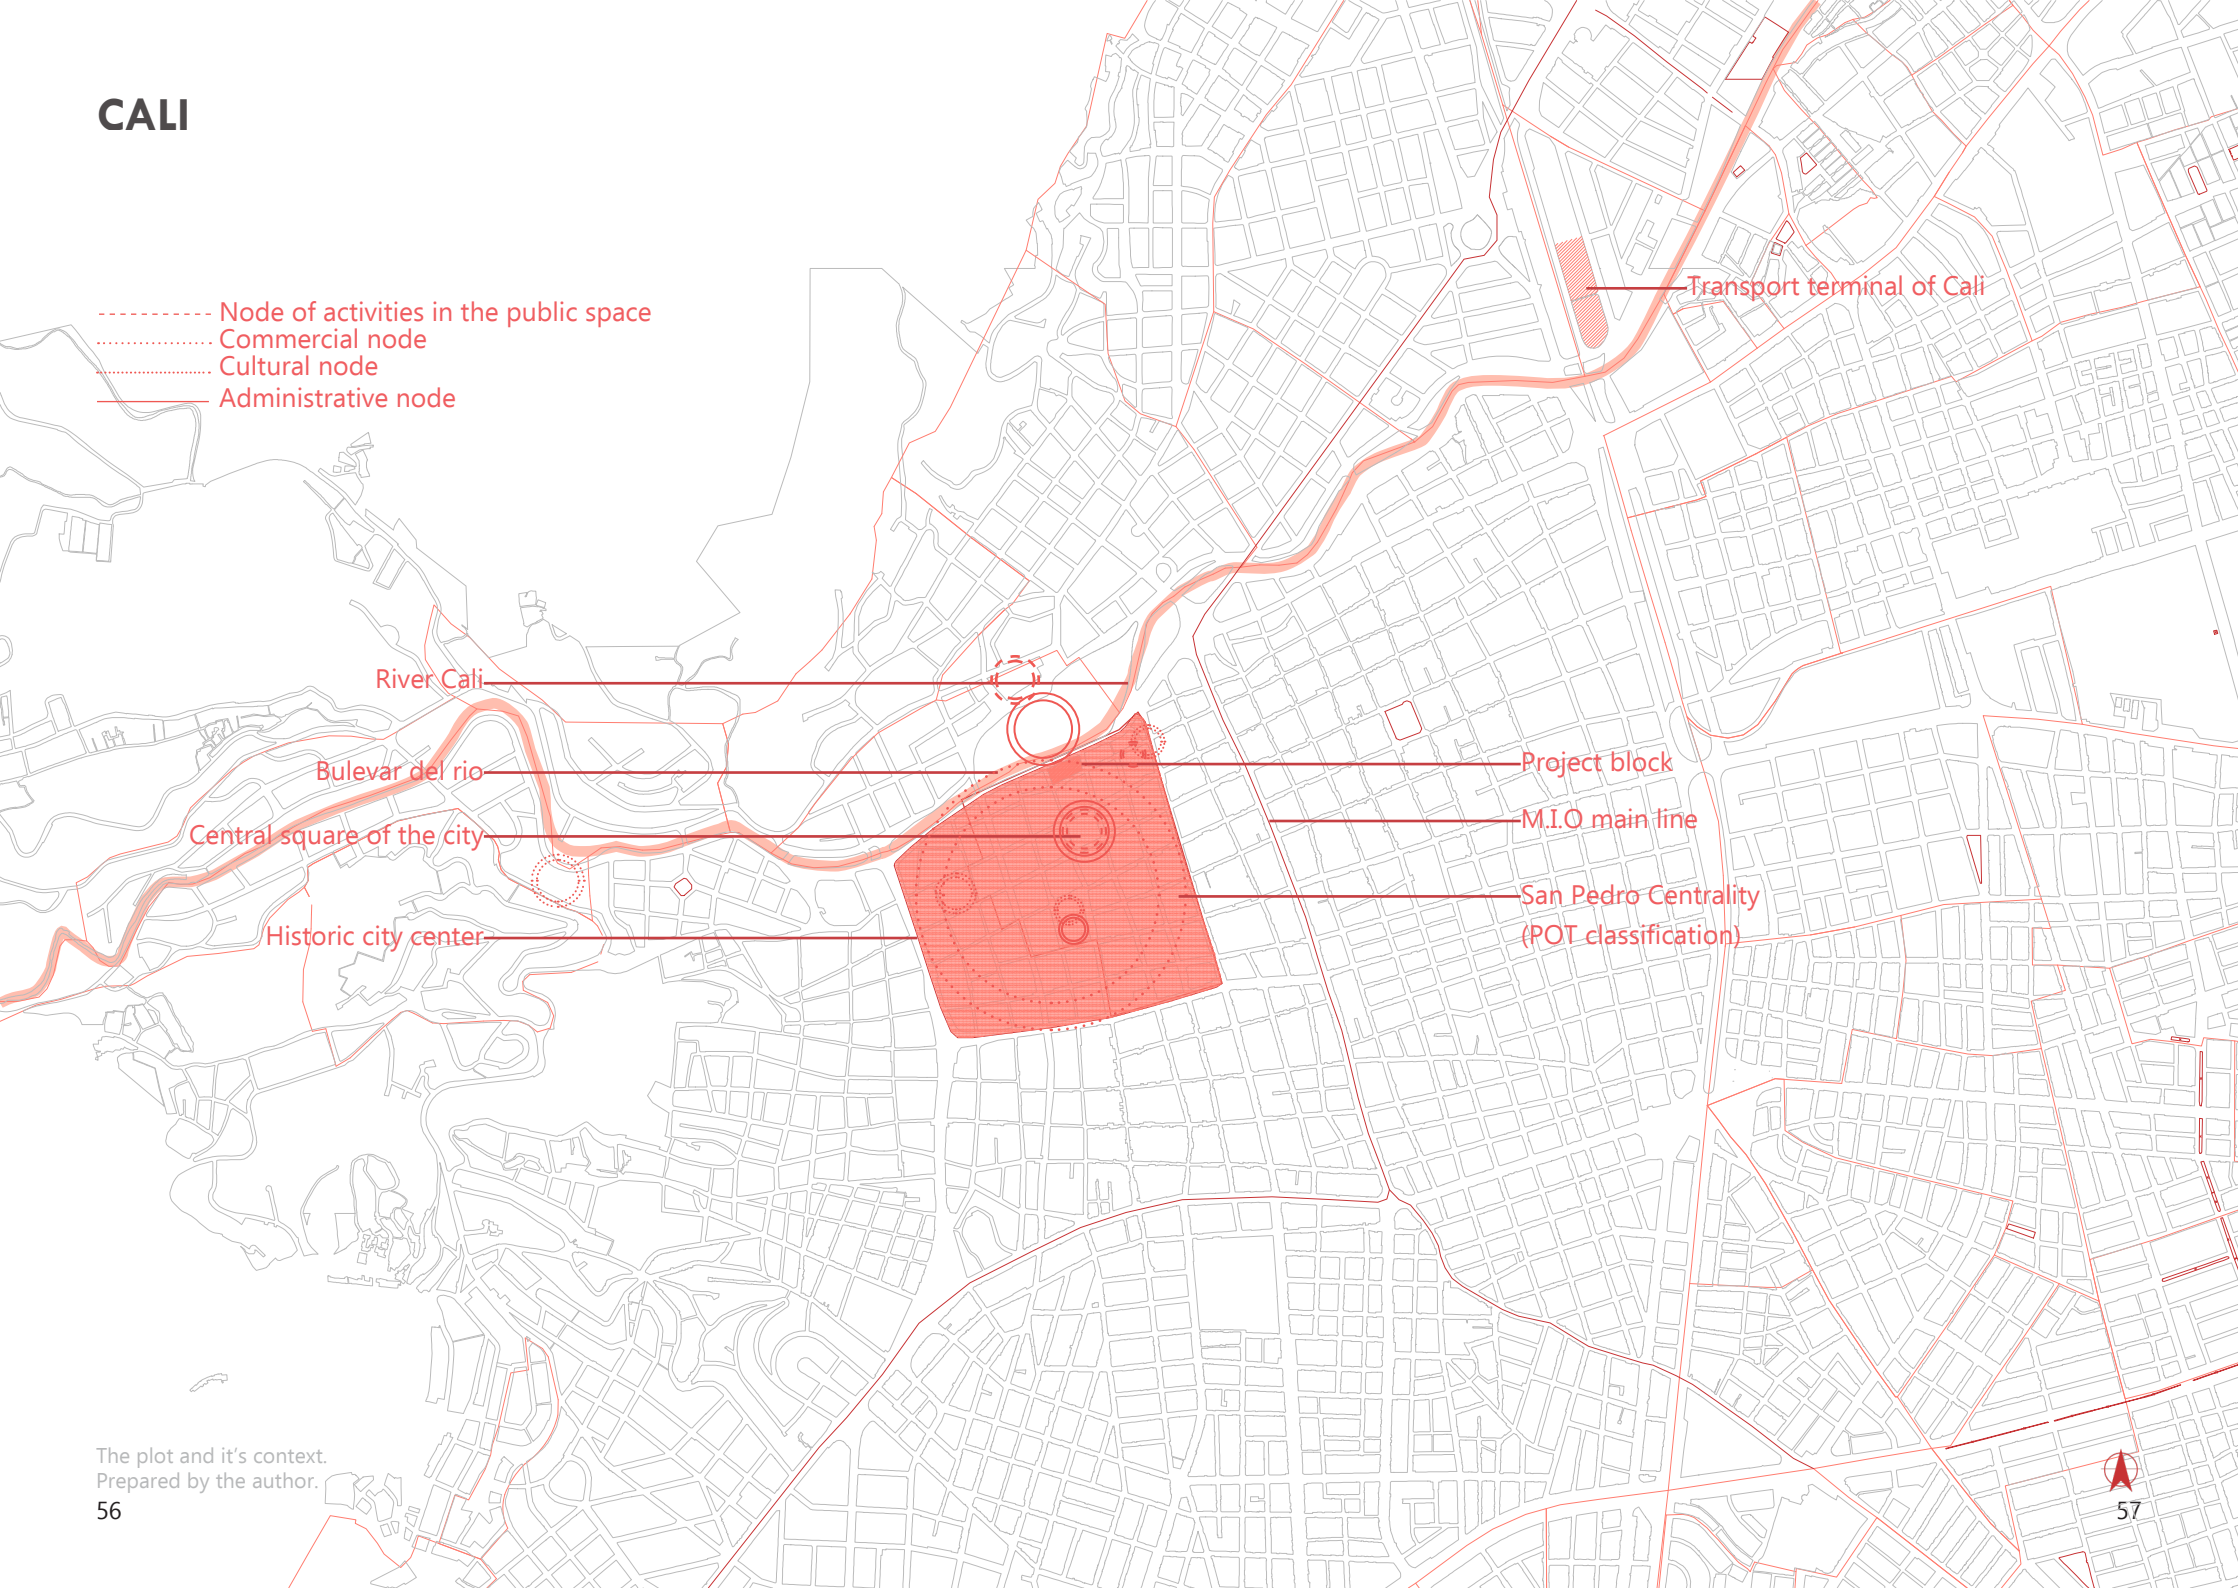 CALI
Node of activities in the public space
Commercial node
Cultural node
Administrative node
Transport terminal of Cali
River Cali
Bulevar del rio
Central square of the city
Historic city center
Project block
M.I.O main line
San Pedro Centrality
(POT classification)
The plot and it's context.
Prepared by the author.
56
57